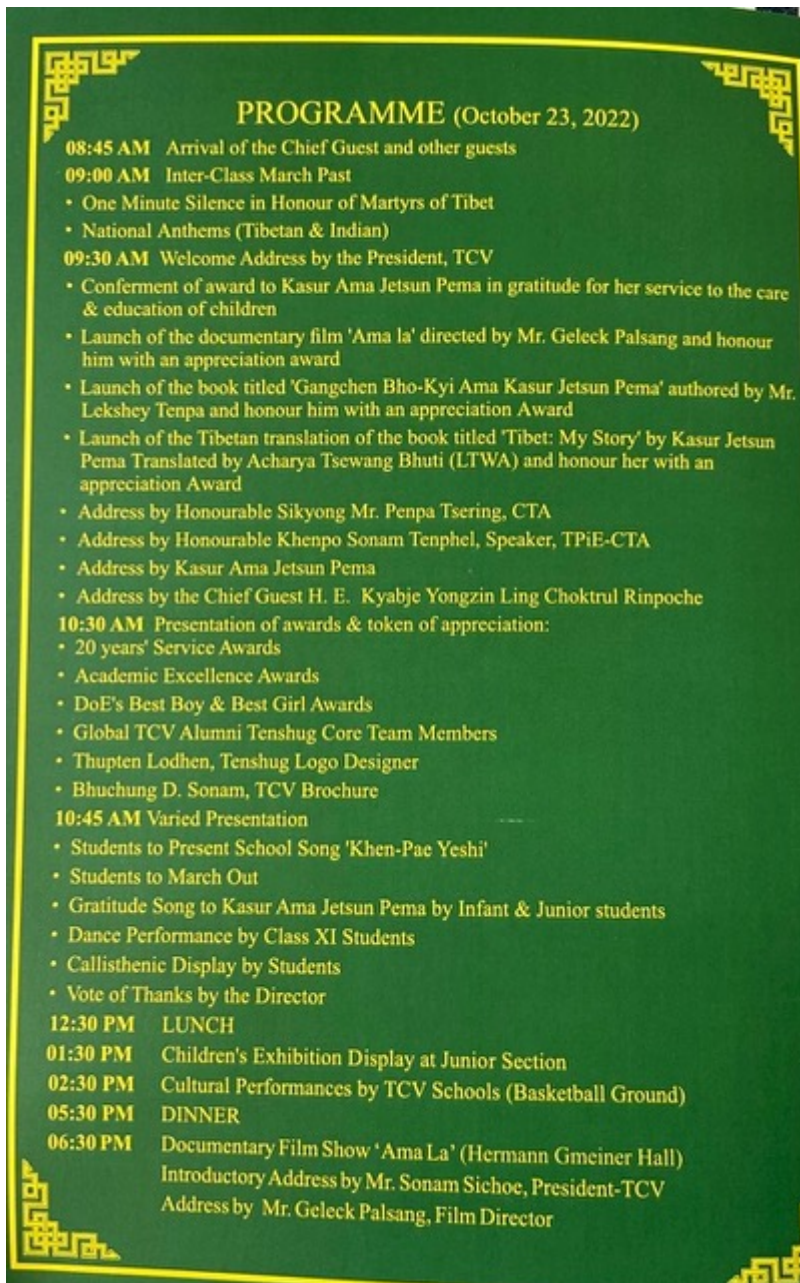 PROGRAMME (October 23, 2022)
08:45 AM Arrival of the Chief Guest and other guests
09:00 AM Inter-Class March Past
• One Minute Silence in Honour of Martyrs of Tibet
• National Anthems (Tibetan & Indian)
09:30 AM Welcome Address by the President, TCV
• Conferment of award to Kasur Ama Jetsun Pema in gratitude for her service to the care
& education of children
• Launch of the documentary film 'Ama la' directed by Mr. Geleck Palsang and honour
him with an appreciation award
• Launch of the book titled 'Gangchen Bho-Kyi Ama Kasur Jetsun Pema' authored by Mr.
Lekshey Tenpa and honour him with an appreciation Award
• Launch of the Tibetan translation of the book titled 'Tibet: My Story' by Kasur Jetsun
Pema Translated by Acharya Tsewang Bhuti (LTWA) and honour her with an
appreciation Award
• Address by Honourable Sikyong Mr. Penpa Tsering, CTA
• Address by Honourable Khenpo Sonam Tenphel, Speaker, TPiE-CTA
• Address by Kasur Ama Jetsun Pema
• Address by the Chief Guest H. E. Kyabje Yongzin Ling Choktrul Rinpoche
10:30 AM Presentation of awards & token of appreciation:
• 20 years' Service Awards
• Academic Excellence Awards
• DoE's Best Boy & Best Girl Awards
• Global TCV Alumni Tenshug Core Team Members
• Thupten Lodhen, Tenshug Logo Designer
• Bhuchung D. Sonam, TCV Brochure
10:45 AM Varied Presentation
• Students to Present School Song 'Khen-Pae Yeshi'
• Students to March Out
• Gratitude Song to Kasur Ama Jetsun Pema by Infant & Junior students
• Dance Performance by Class XI Students
• Callisthenic Display by Students
• Vote of Thanks by the Director
12:30 PM LUNCH
01:30 PM Children's Exhibition Display at Junior Section
02:30 PM Cultural Performances by TCV Schools (Basketball Ground)
05:30 PM DINNER
06:30 PM Documentary Film Show 'Ama La' (Hermann Gmeiner Hall)
Introductory Address by Mr. Sonam Sichoe, President-TCV
Address by Mr. Geleck Palsang, Film Director